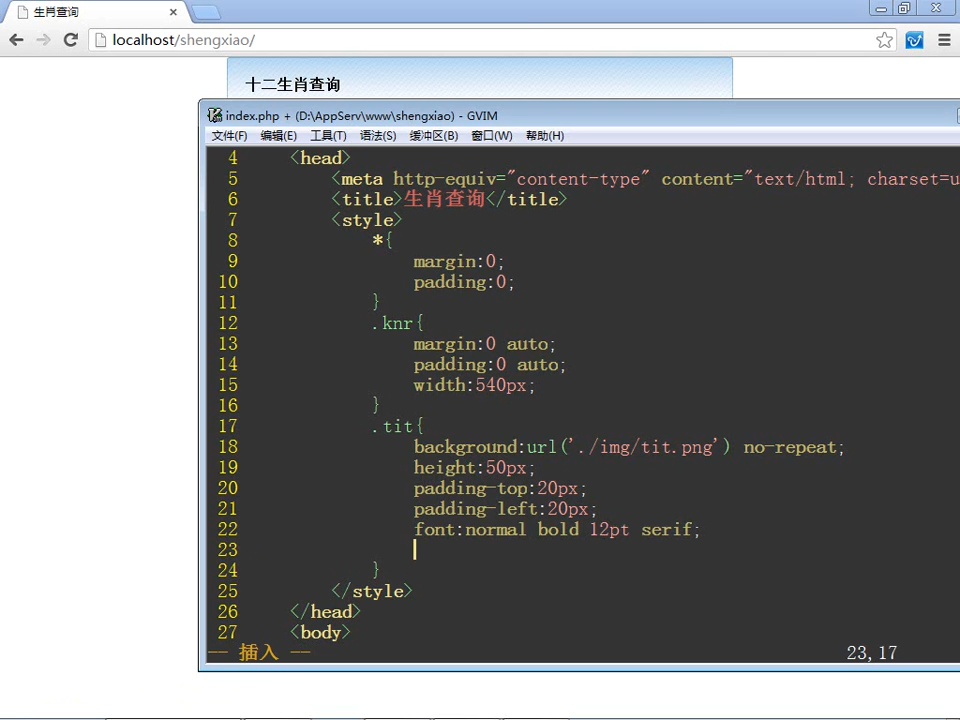 生肖查询
localhost/shengxiao/
十二生肖查询
index.php + (D:\AppServ\www\shengxiao) - GVIM
文件(F) 编辑(E) 工具(T) 语法(S) 缓冲区(B) 窗口(W) 帮助(H)
4 <head>
5 <meta http-equiv="content-type" content="text/html; charset=u
6 <title>生肖查询</title>
7 <style>
8 *{
9 margin:0;
10 padding:0;
11 }
12 .knr{
13 margin:0 auto;
14 padding:0 auto;
15 width:540px;
16 }
17 .tit{
18 background:url('./img/tit.png') no-repeat;
19 height:50px;
20 padding-top:20px;
21 padding-left:20px;
22 font:normal bold 12pt serif;
23
24 }
25 </style>
26 </head>
27 <body>
-- 插入 -- 23,17